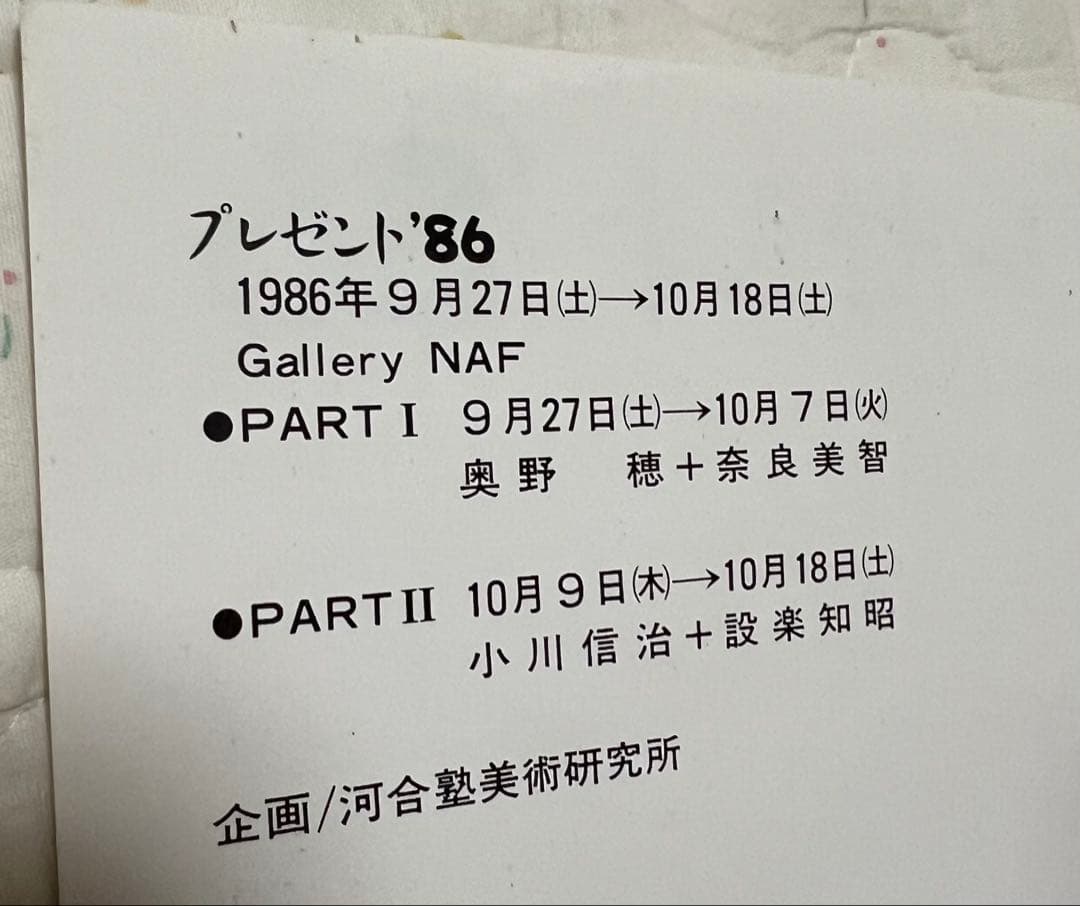 プレゼント'86
1986年9月27日㈯→10月18日㈯
Gallery NAF
●PART I 9月27日㈯→10月7日㈫
奥野 穂+奈良美智
●PART II 10月9日㈭→10月18日㈯
小川信治+設楽知昭
企画/河合塾美術研究所